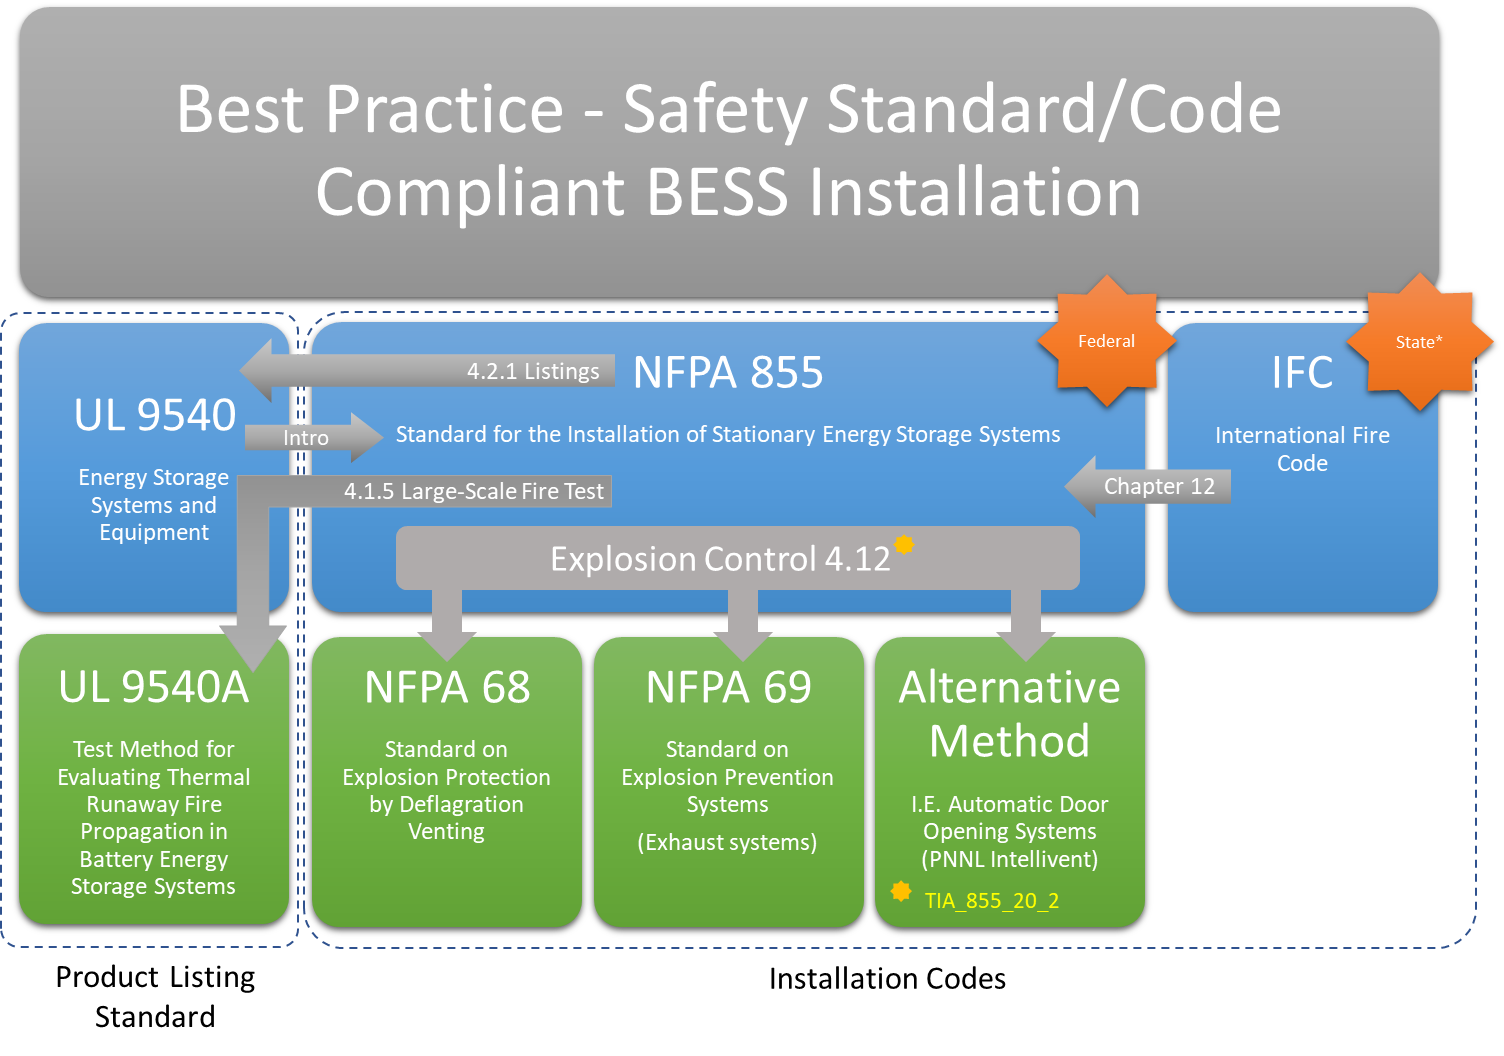 Best Practice - Safety Standard/Code
Compliant BESS Installation
Federal
State*
UL 9540
Energy Storage
Systems and
Equipment
4.2.1 Listings
Intro
4.1.5 Large-Scale Fire Test
NFPA 855
Standard for the Installation of Stationary Energy Storage Systems
Explosion Control 4.12
IFC
International Fire
Code
Chapter 12
UL 9540A
Test Method for
Evaluating Thermal
Runaway Fire
Propagation in
Battery Energy
Storage Systems
NFPA 68
Standard on
Explosion Protection
by Deflagration
Venting
NFPA 69
Standard on
Explosion Prevention
Systems
(Exhaust systems)
Alternative
Method
I.E. Automatic Door
Opening Systems
(PNNL Intellivent)
TIA_855_20_2
Product Listing
Standard
Installation Codes